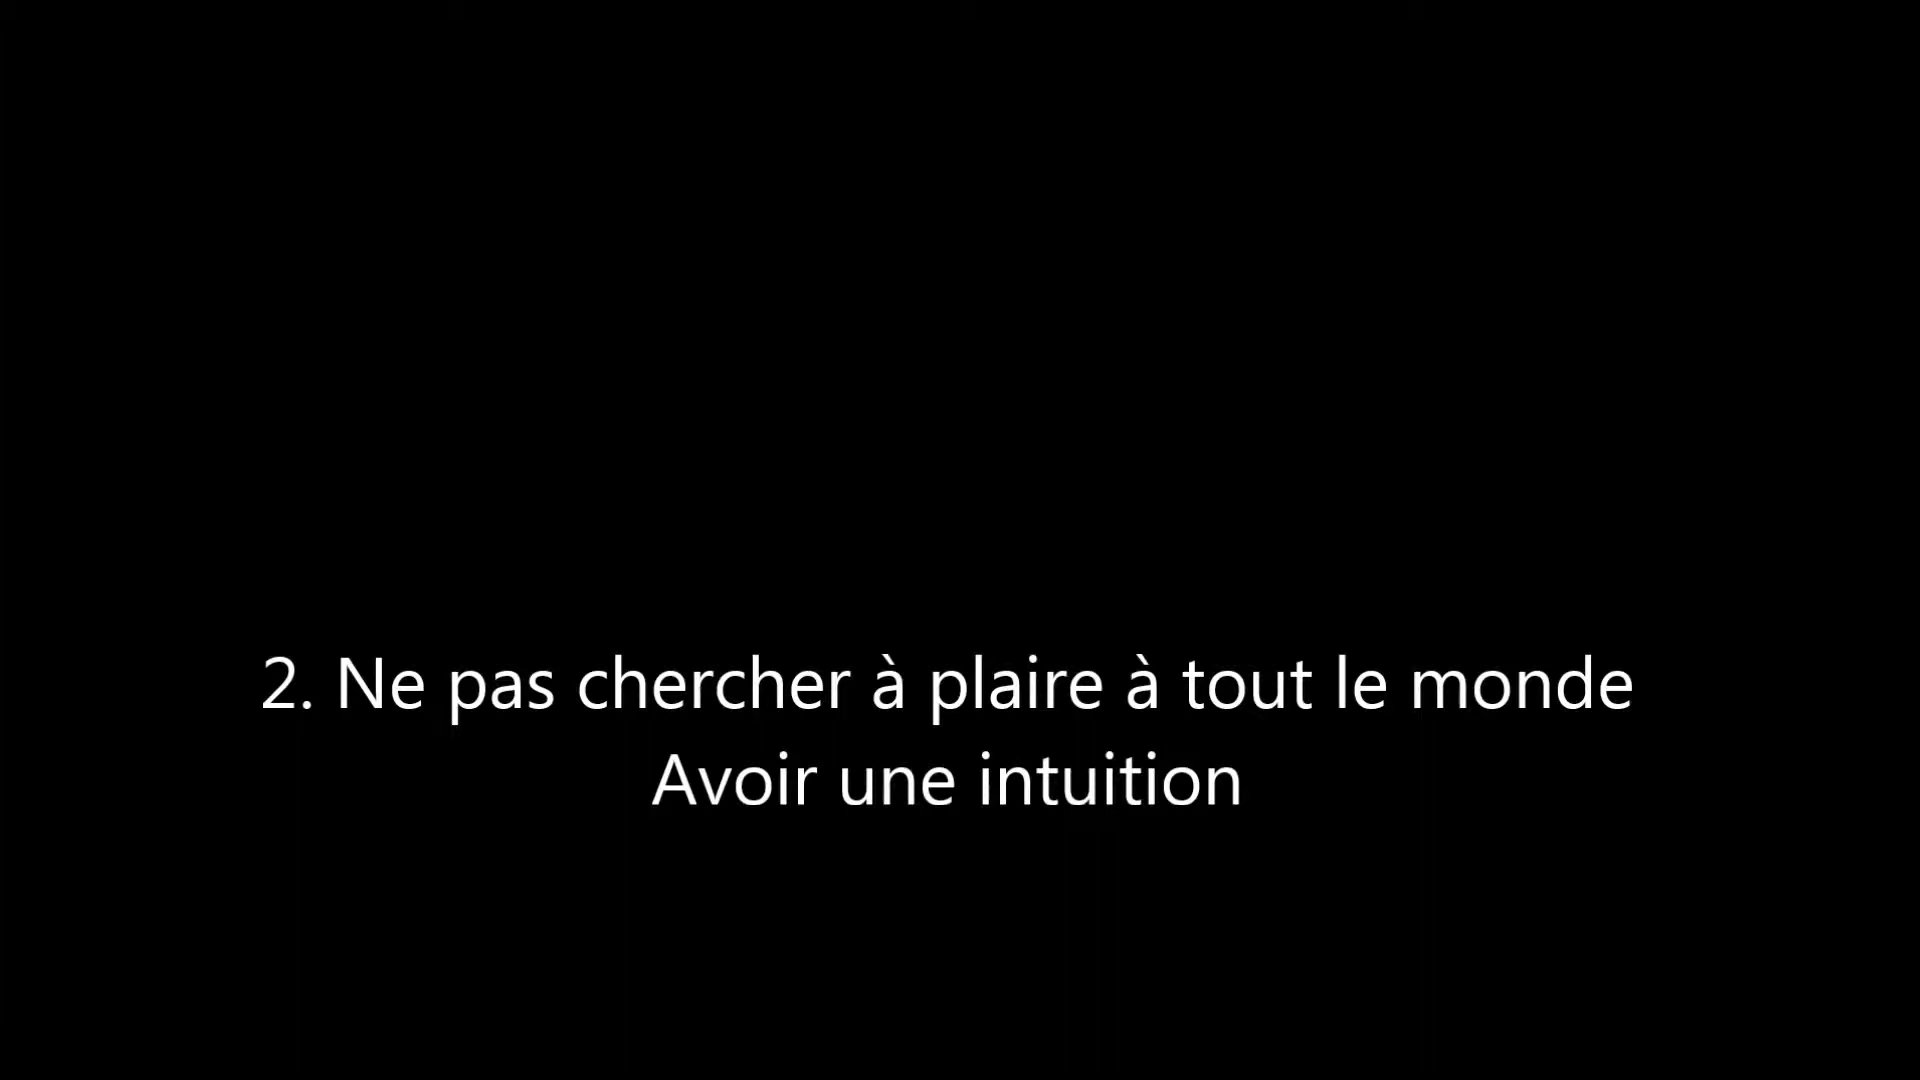 2. Ne pas chercher à plaire à tout le monde
Avoir une intuition